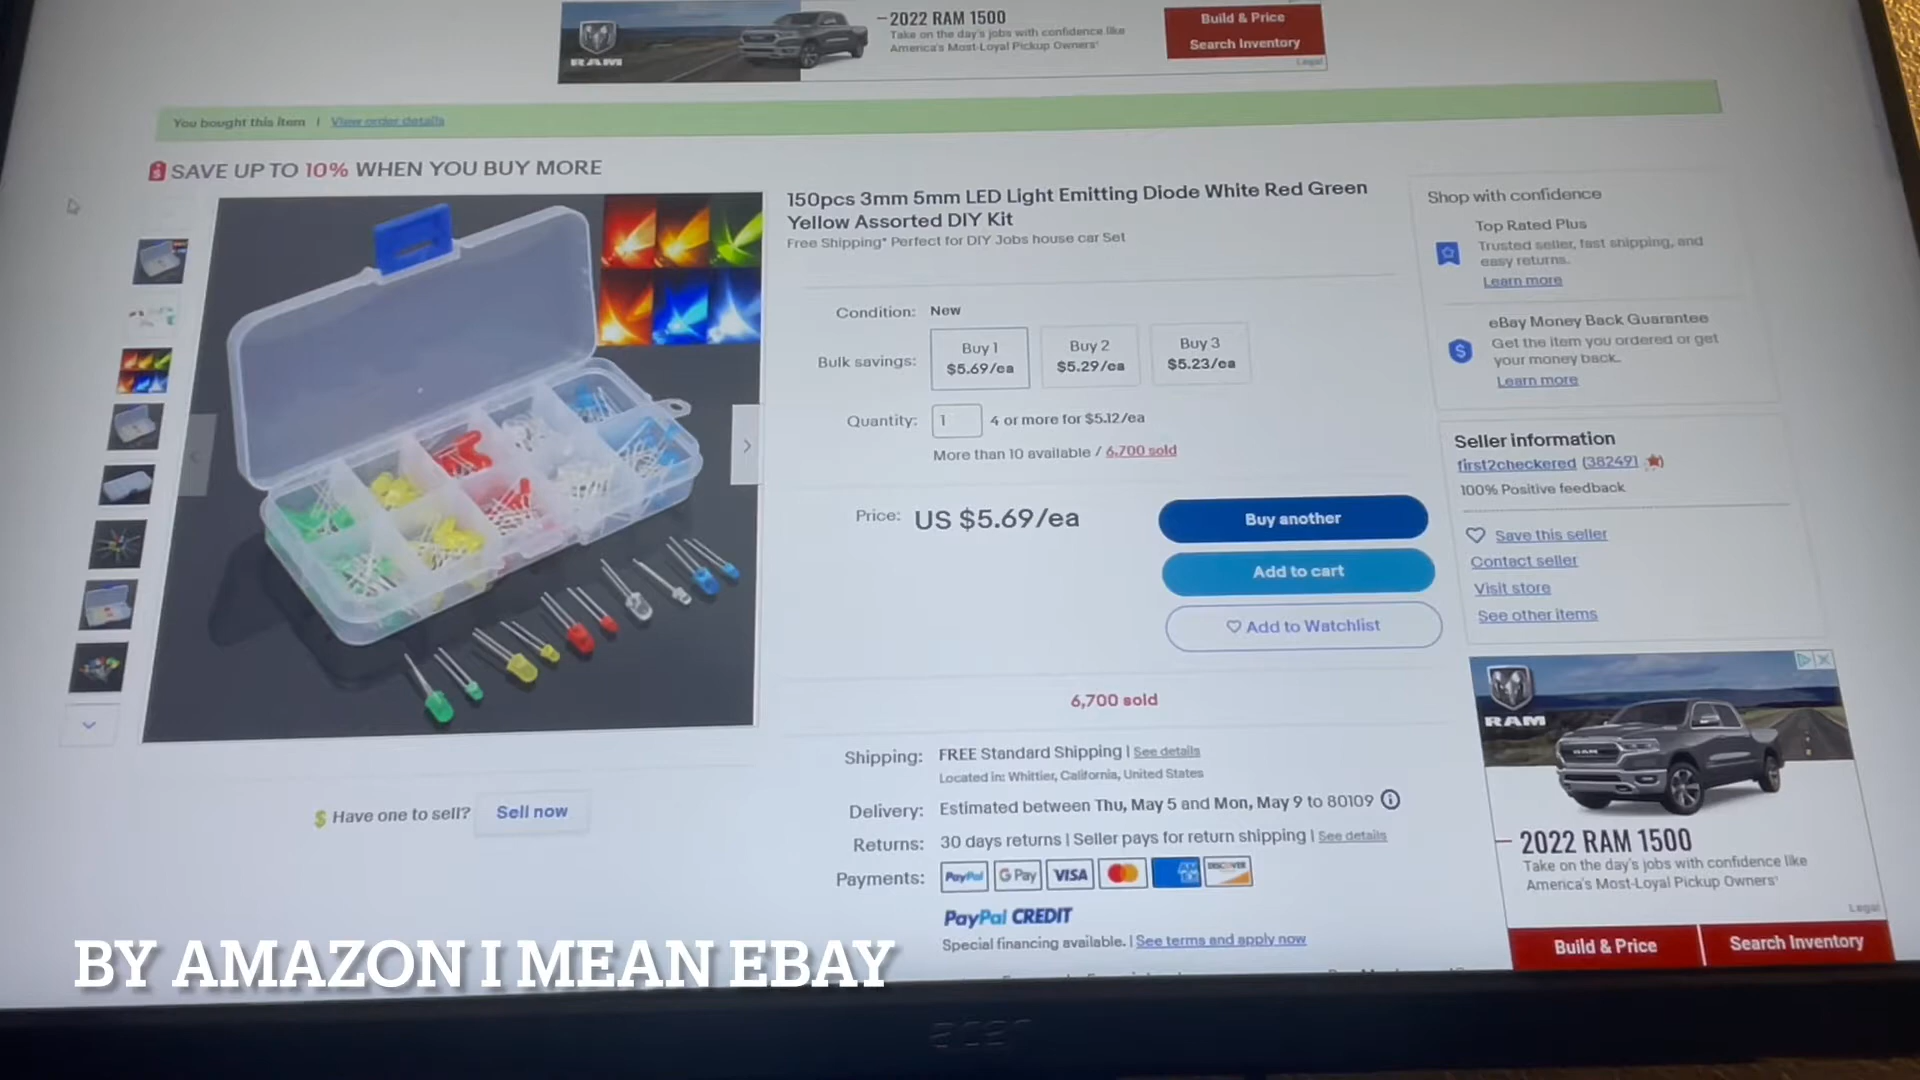 2022 RAM 1500
Take on the day's jobs with confidence like
America's Most-Loyal Pickup Owners'
RAM
Build & Price
Search Inventory
Legal
You bought this item | View order details
SAVE UP TO 10% WHEN YOU BUY MORE
150pcs 3mm 5mm LED Light Emitting Diode White Red Green
Yellow Assorted DIY Kit
Free Shipping* Perfect for DIY Jobs house car Set
Condition: New
Bulk savings:
Buy 1
$5.69/ea
Buy 2
$5.29/ea
Buy 3
$5.23/ea
Quantity: 1 4 or more for $5.12/ea
More than 10 available / 6,700 sold
Price: US $5.69/ea
Buy another
Add to cart
Add to Watchlist
6,700 sold
Shipping: FREE Standard Shipping | See details
Located in: Whittier, California, United States
Delivery: Estimated between Thu, May 5 and Mon, May 9 to 80109
Returns: 30 days returns | Seller pays for return shipping | See details
Payments: PayPal G Pay VISA DISCOVER
PayPal CREDIT
Special financing available. | See terms and apply now
Have one to sell? Sell now
Shop with confidence
Top Rated Plus
Trusted seller, fast shipping, and
easy returns.
Learn more
eBay Money Back Guarantee
Get the item you ordered or get
your money back.
Learn more
Seller information
first2checkered (38249)
100% Positive feedback
Save this seller
Contact seller
Visit store
See other items
RAM
2022 RAM 1500
Take on the day's jobs with confidence like
America's Most-Loyal Pickup Owners'
Legal
Build & Price
Search Inventory
BY AMAZON I MEAN EBAY
acer